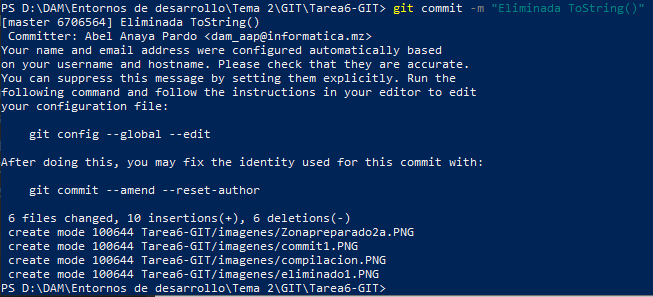 PS D:\DAM\Entornos de desarrollo\Tema 2\GIT\Tarea6-GIT> git commit -m "Eliminada ToString()"
[master 6706564] Eliminada ToString()
 Committer: Abel Anaya Pardo <dam_aap@informatica.mz>
Your name and email address were configured automatically based
on your username and hostname. Please check that they are accurate.
You can suppress this message by setting them explicitly. Run the
following command and follow the instructions in your editor to edit
your configuration file:

    git config --global --edit

After doing this, you may fix the identity used for this commit with:

    git commit --amend --reset-author

 6 files changed, 10 insertions(+), 6 deletions(-)
 create mode 100644 Tarea6-GIT/imagenes/Zonapreparado2a.PNG
 create mode 100644 Tarea6-GIT/imagenes/commit1.PNG
 create mode 100644 Tarea6-GIT/imagenes/compilacion.PNG
 create mode 100644 Tarea6-GIT/imagenes/eliminado1.PNG
PS D:\DAM\Entornos de desarrollo\Tema 2\GIT\Tarea6-GIT>